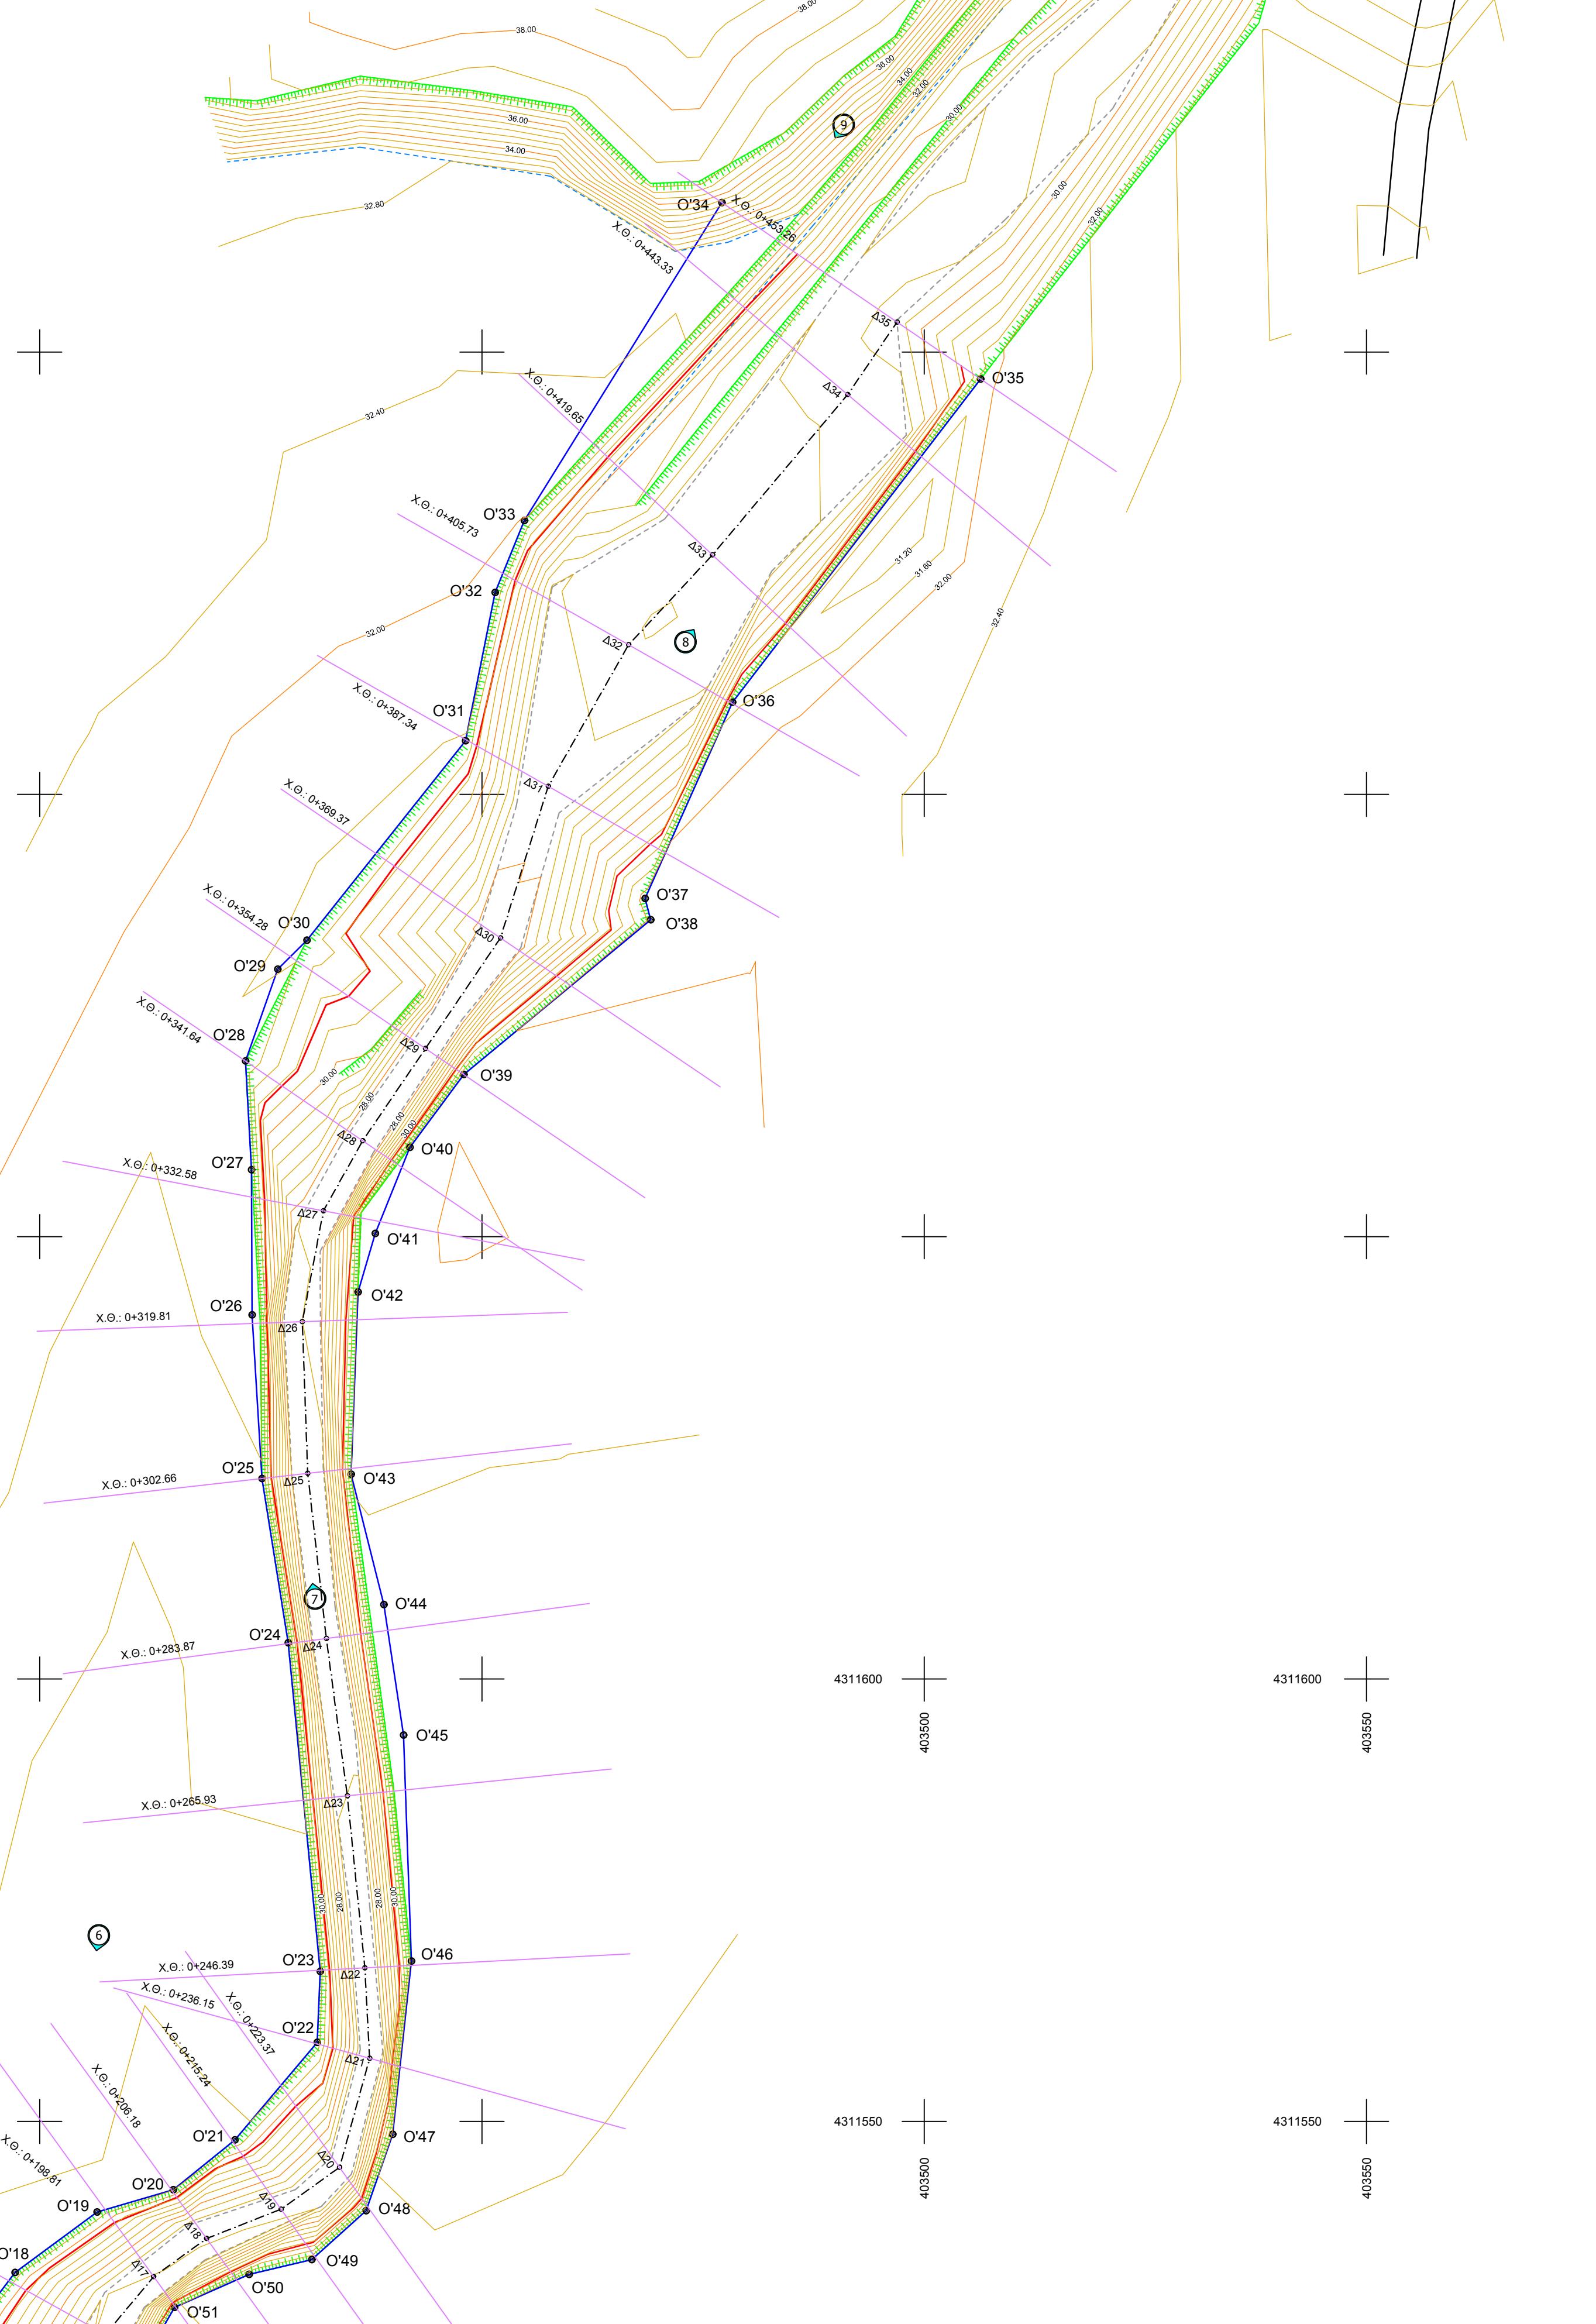 38.00
38.00
36.00
34.00
32.00
36.00
9
30.00
34.00
32.80
30.00
32.00
Ο'34
Χ.Θ.: 0+453.26
Χ.Θ.: 0+443.33
Δ35
Ο'35
Δ34
Χ.Θ.: 0+419.65
32.40
Ο'33
Χ.Θ.: 0+405.73
Δ33
31.20
31.60
32.00
Ο'32
32.40
32.00
Δ32
8
Ο'31
Χ.Θ.: 0+387.34
Ο'36
Δ31
Χ.Θ.: 0+369.37
Ο'37
Ο'38
Χ.Θ.: 0+354.28
Ο'30
Δ30
Ο'29
Χ.Θ.: 0+341.64
Ο'28
Δ29
30.00
Ο'39
28.00
28.00
30.00
Δ28
Ο'40
Ο'27
Χ.Θ.: 0+332.58
Δ27
Ο'41
Ο'42
Ο'26
Χ.Θ.: 0+319.81
Δ26
Ο'25
Χ.Θ.: 0+302.66
Δ25
Ο'43
7
Ο'44
Ο'24
Χ.Θ.: 0+283.87
Δ24
4311600
4311600
403500
403550
Ο'45
Χ.Θ.: 0+265.93
Δ23
30.00
28.00
28.00
30.00
6
Ο'23
Χ.Θ.: 0+246.39
Δ22
Ο'46
Χ.Θ.: 0+236.15
Χ.Θ.: 0+223.37
Ο'22
Χ.Θ.: 0+215.24
Δ21
Χ.Θ.: 0+206.18
4311550
4311550
403500
403550
Ο'21
Ο'47
Χ.Θ.: 0+198.81
Δ20
Ο'20
Ο'19
Δ19
Ο'48
Δ18
Ο'18
Δ17
Ο'49
Ο'50
Ο'51